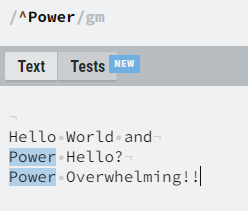 /^Power/gm
Text Tests NEW
Hello World and
Power Hello?
Power Overwhelming!!